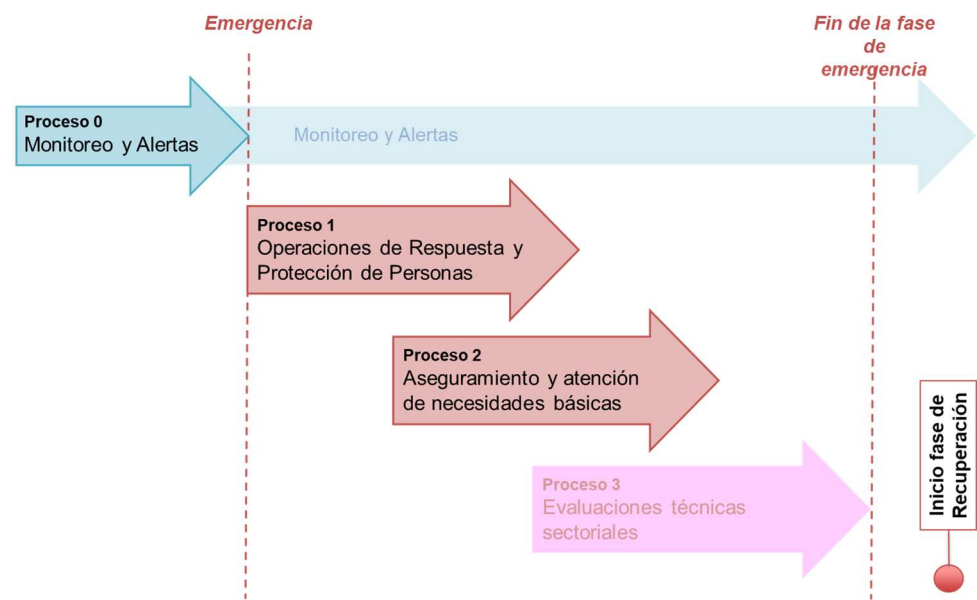 Emergencia
Fin de la fase
de
emergencia
Proceso 0
Monitoreo y Alertas
Monitoreo y Alertas
Proceso 1
Operaciones de Respuesta y
Protección de Personas
Proceso 2
Aseguramiento y atención
de necesidades básicas
Proceso 3
Evaluaciones técnicas
sectoriales
Inicio fase de
Recuperación